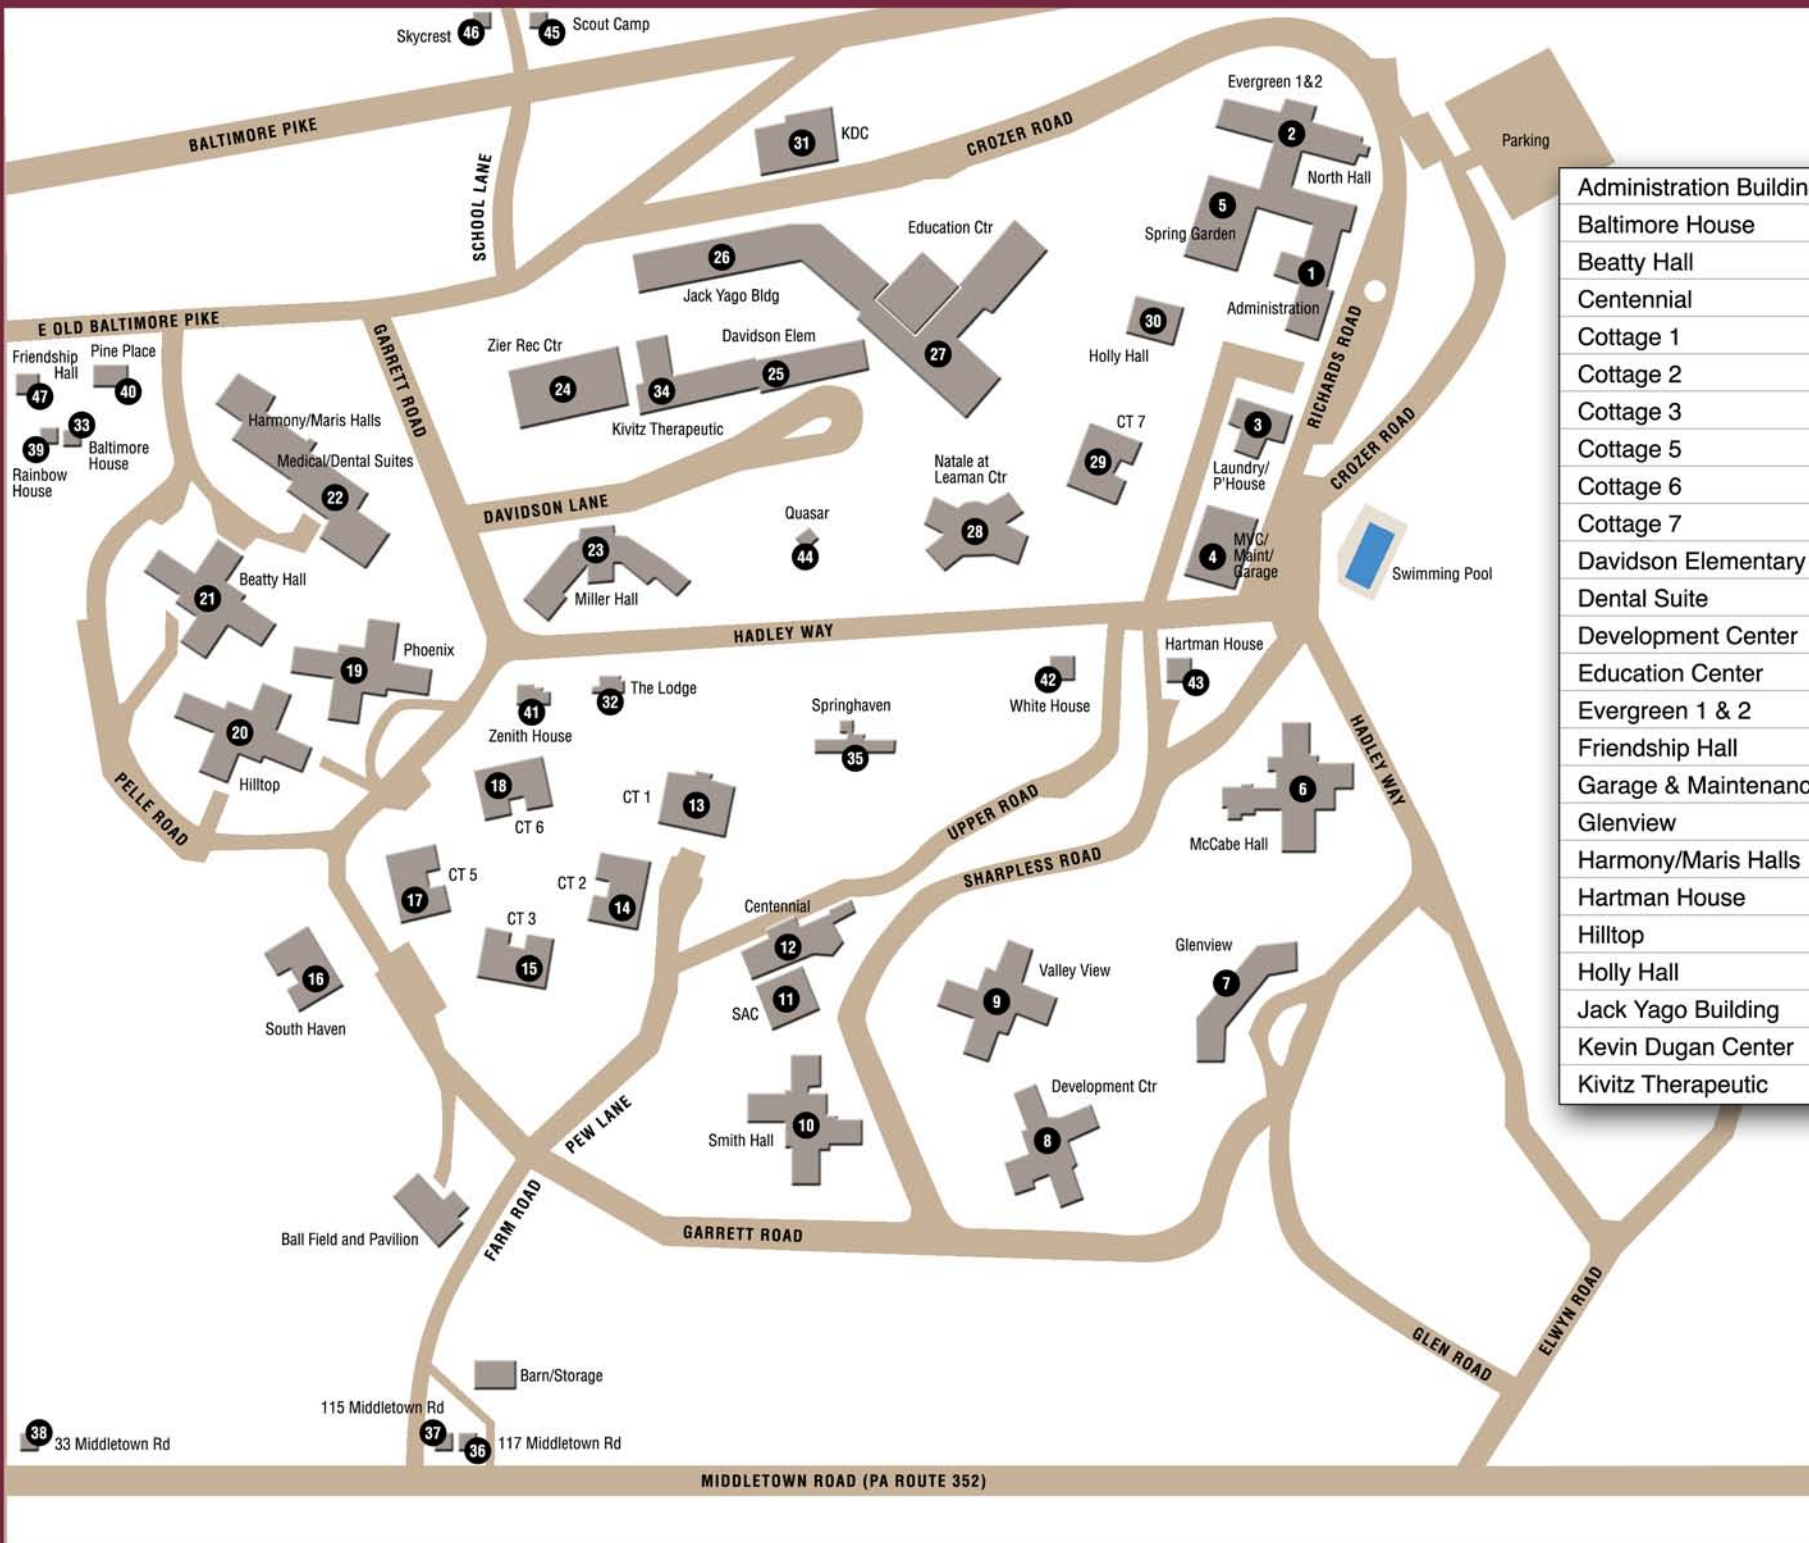 Skycrest
46
45
Scout Camp
BALTIMORE PIKE
SCHOOL LANE
31
KDC
CROZER ROAD
Evergreen 1&2
2
North Hall
Parking
5
Spring Garden
1
Administration
Education Ctr
26
Jack Yago Bldg
27
30
Holly Hall
RICHARDS ROAD
E OLD BALTIMORE PIKE
GARRETT ROAD
Zier Rec Ctr
24
Davidson Elem
25
34
Kivitz Therapeutic
Friendship
Hall
47
Pine Place
40
33
Baltimore
House
39
Rainbow
House
Harmony/Maris Halls
Medical/Dental Suites
22
CT 7
29
3
Laundry/
P'House
CROZER ROAD
DAVIDSON LANE
Natale at
Leaman Ctr
28
Quasar
44
23
Miller Hall
4
MVC/
Maint/
Garage
Swimming Pool
Beatty Hall
21
HADLEY WAY
Phoenix
19
Hartman House
43
42
White House
The Lodge
32
41
Zenith House
Springhaven
35
20
Hilltop
PELLE ROAD
HADLEY WAY
18
CT 6
CT 1
13
6
McCabe Hall
UPPER ROAD
SHARPLESS ROAD
CT 5
17
CT 2
14
CT 3
15
Centennial
12
11
SAC
16
South Haven
Valley View
9
Glenview
7
Development Ctr
8
10
Smith Hall
PEW LANE
FARM ROAD
GARRETT ROAD
Ball Field and Pavilion
GLEN ROAD
ELWYN ROAD
Barn/Storage
115 Middletown Rd
37
36
117 Middletown Rd
38
33 Middletown Rd
MIDDLETOWN ROAD (PA ROUTE 352)
Administration Buildin
Baltimore House
Beatty Hall
Centennial
Cottage 1
Cottage 2
Cottage 3
Cottage 5
Cottage 6
Cottage 7
Davidson Elementary
Dental Suite
Development Center
Education Center
Evergreen 1 & 2
Friendship Hall
Garage & Maintenanc
Glenview
Harmony/Maris Halls
Hartman House
Hilltop
Holly Hall
Jack Yago Building
Kevin Dugan Center
Kivitz Therapeutic